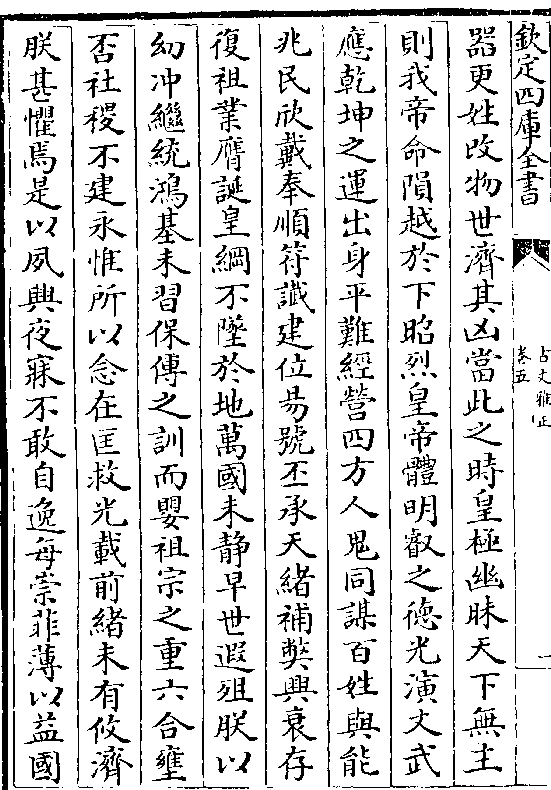 欽定四庫全書
古文雅正
卷五
一
器更姓改物世濟其凶當此之時皇極幽昧天下無主
則我帝命隕越於下昭烈皇帝體明叡之德光演文武
應乾坤之運出身平難經營四方人鬼同謀百姓與能
兆民欣戴奉順符讖建位昜號丕承天緒補弊興衰存
復祖業膺誕皇綱不墜於地萬國未静早世遐殂朕以
幼冲繼統鴻基未習保傅之訓而嬰祖宗之重六合壅
否社稷不建永惟所以念在匡救光載前緒未有攸濟
朕甚懼焉是以夙興夜寐不敢自逸每崇菲薄以益國